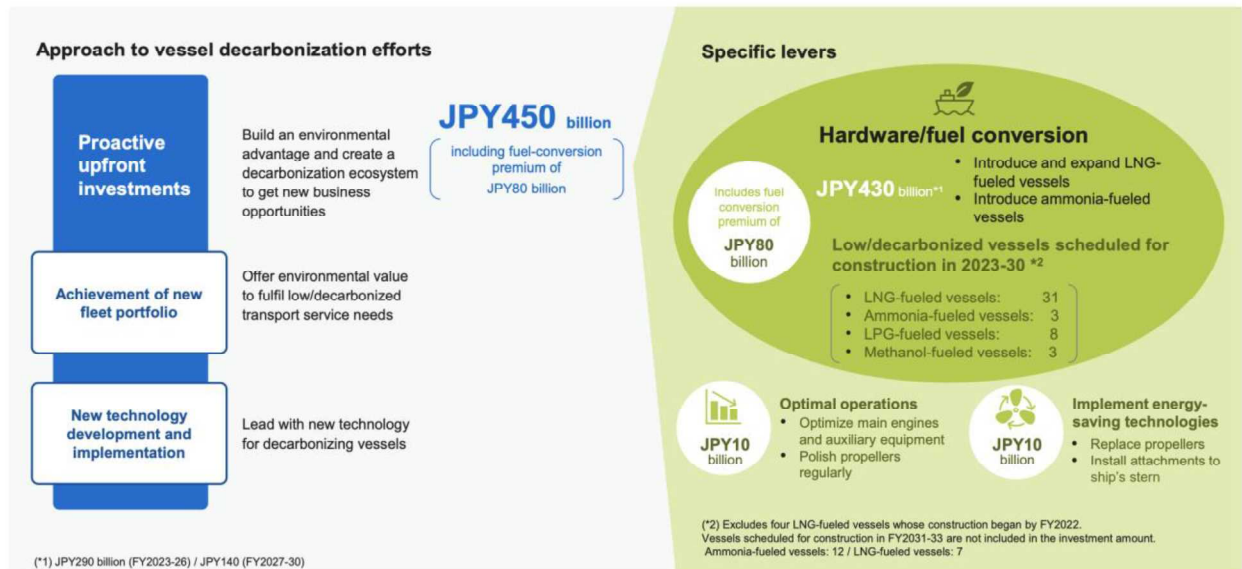 Approach to vessel decarbonization efforts
Proactive
upfront
investments
Build an environmental
advantage and create a
decarbonization ecosystem
to get new business
opportunities
JPY450 billion
including fuel-conversion
premium of
JPY80 billion
Achievement of new
fleet portfolio
Offer environmental value
to fulfil low/decarbonized
transport service needs
New technology
development and
implementation
Lead with new technology
for decarbonizing vessels
(*1) JPY290 billion (FY2023-26) / JPY140 (FY2027-30)
Specific levers
Hardware/fuel conversion
Includes fuel
conversion
premium of
JPY80
billion
JPY430 billion*1
• Introduce and expand LNG-
fueled vessels
• Introduce ammonia-fueled
vessels
Low/decarbonized vessels scheduled for
construction in 2023-30 *2
• LNG-fueled vessels: 31
• Ammonia-fueled vessels: 3
• LPG-fueled vessels: 8
• Methanol-fueled vessels: 3
JPY10
billion
Optimal operations
• Optimize main engines
and auxiliary equipment
• Polish propellers
regularly
JPY10
billion
Implement energy-
saving technologies
• Replace propellers
• Install attachments to
ship's stern
(*2) Excludes four LNG-fueled vessels whose construction began by FY2022.
Vessels scheduled for construction in FY2031-33 are not included in the investment amount.
Ammonia-fueled vessels: 12 / LNG-fueled vessels: 7